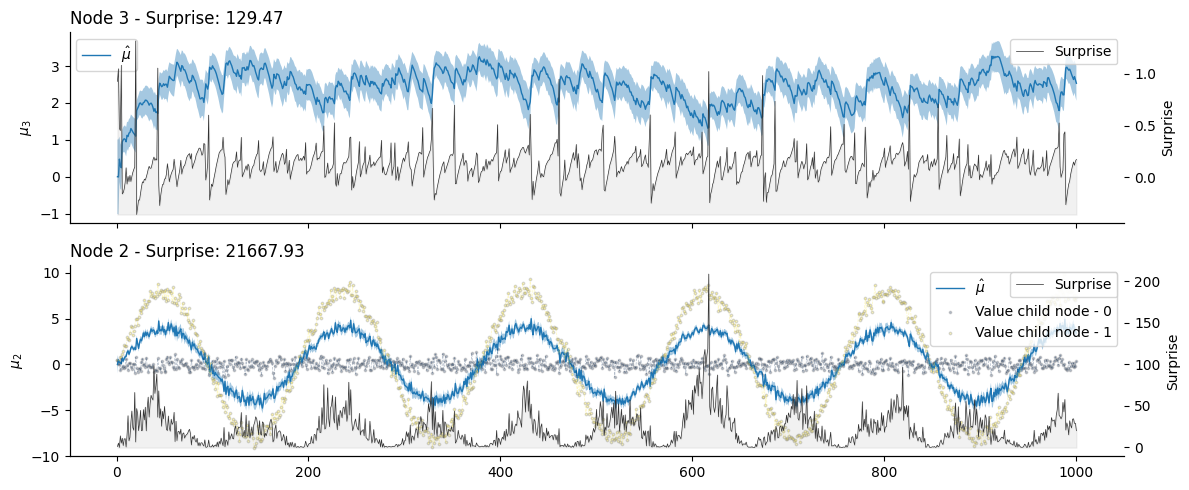 Node 3 - Surprise: 129.47
μ̂
Surprise
3
2
1
0
−1
μ3
1.0
0.5
0.0
Surprise
Node 2 - Surprise: 21667.93
μ̂
Value child node - 0
Value child node - 1
Surprise
10
5
0
−5
−10
μ2
200
150
100
50
0
Surprise
0 200 400 600 800 1000